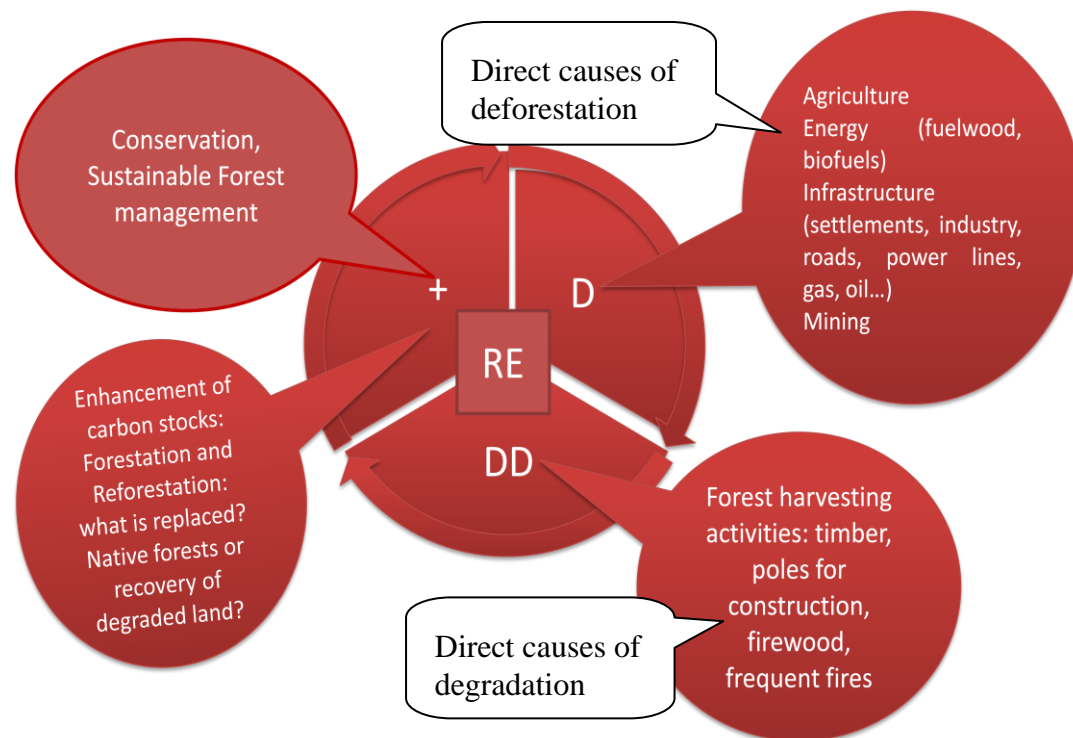 Direct causes of
deforestation
Conservation,
Sustainable Forest
management
Agriculture
Energy (fuelwood,
biofuels)
Infrastructure
(settlements, industry,
roads, power lines,
gas, oil...)
Mining
+
D
RE
DD
Enhancement of
carbon stocks:
Forestation and
Reforestation:
what is replaced?
Native forests or
recovery of
degraded land?
Forest harvesting
activities: timber,
poles for
construction,
firewood,
frequent fires
Direct causes of
degradation